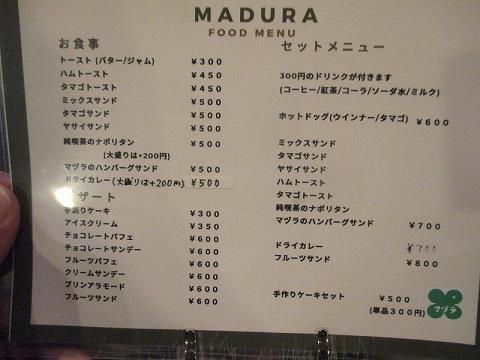 MADURA
FOOD MENU
お食事
トースト (バター/ジャム) ¥300
ハムトースト ¥450
タマゴトースト ¥450
ミックスサンド ¥500
タマゴサンド ¥500
ヤサイサンド ¥500
純喫茶のナポリタン ¥500
(大盛りは+200円)
マヅラのハンバーグサンド ¥500
ドライカレー(大盛りは+200円) ¥500
デザート
手作りケーキ ¥300
アイスクリーム ¥350
チョコレートパフェ ¥600
チョコレートサンデー ¥600
フルーツパフェ ¥600
クリームサンデー ¥600
プリンアラモード ¥600
フルーツサンド ¥600
セットメニュー
300円のドリンクが付きます
(コーヒー/紅茶/コーラ/ソーダ水/ミルク)
ホットドッグ(ウインナー/タマゴ) ¥600
ミックスサンド
タマゴサンド
ヤサイサンド
ハムトースト
タマゴトースト
純喫茶のナポリタン
マヅラのハンバーグサンド ¥700
ドライカレー ¥700
フルーツサンド ¥800
手作りケーキセット ¥500
(単品300円)
マヅラ